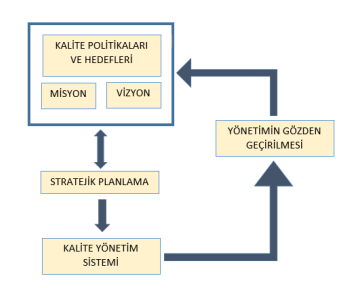 KALİTE POLİTİKALARI
VE HEDEFLERİ
MİSYON
VİZYON
YÖNETİMİN GÖZDEN
GEÇİRİLMESİ
STRATEJİK PLANLAMA
KALİTE YÖNETİM
SİSTEMİ